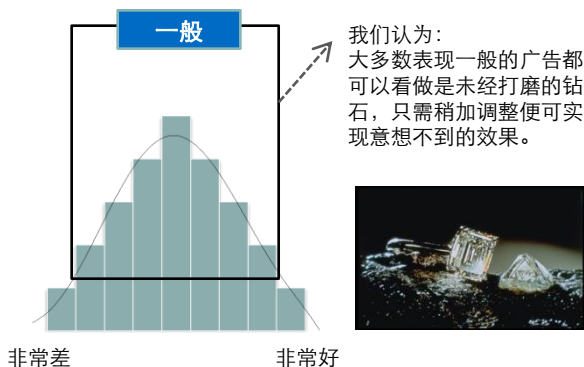 一般
我们认为：
大多数表现一般的广告都
可以看做是未经打磨的钻
石，只需稍加调整便可实
现意想不到的效果。
非常差
非常好